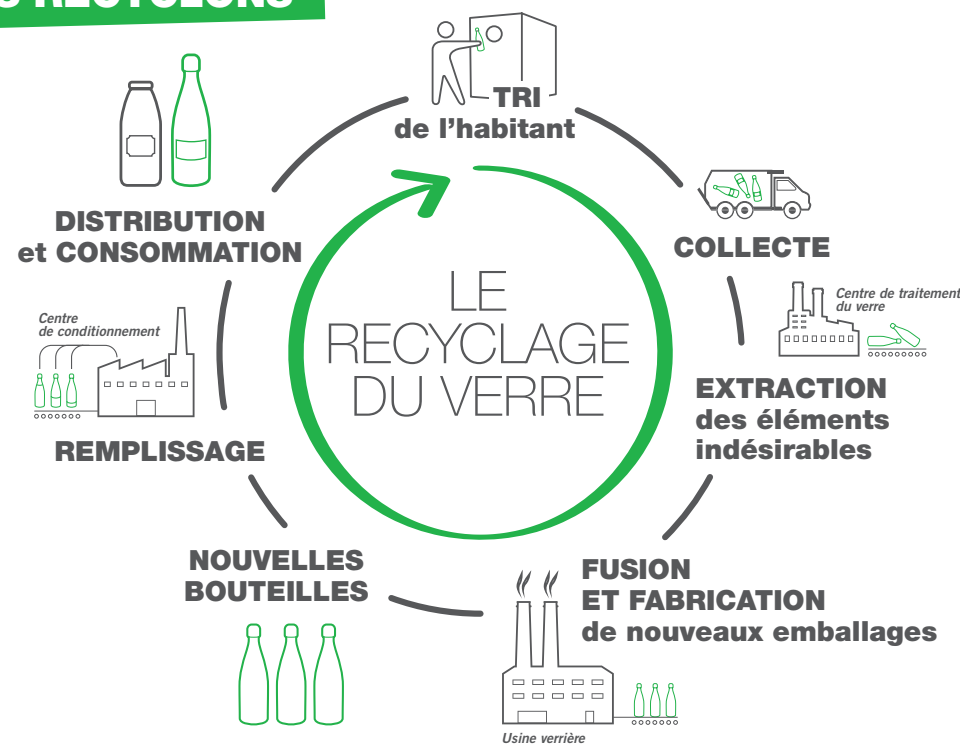 RECYCLONS
TRI
de l'habitant
COLLECTE
Centre de traitement
du verre
EXTRACTION
des éléments
indésirables
FUSION
ET FABRICATION
de nouveaux emballages
Usine verrière
NOUVELLES
BOUTEILLES
Centre
de conditionnement
REMPLISSAGE
DISTRIBUTION
et CONSOMMATION
LE
RECYCLAGE
DU VERRE